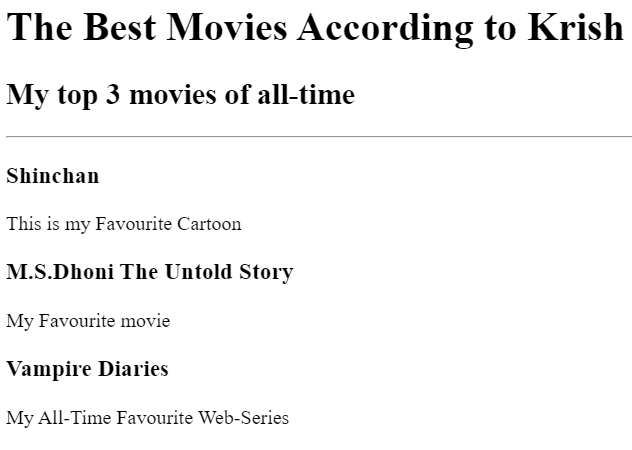 The Best Movies According to Krish
My top 3 movies of all-time
Shinchan
This is my Favourite Cartoon
M.S.Dhoni The Untold Story
My Favourite movie
Vampire Diaries
My All-Time Favourite Web-Series